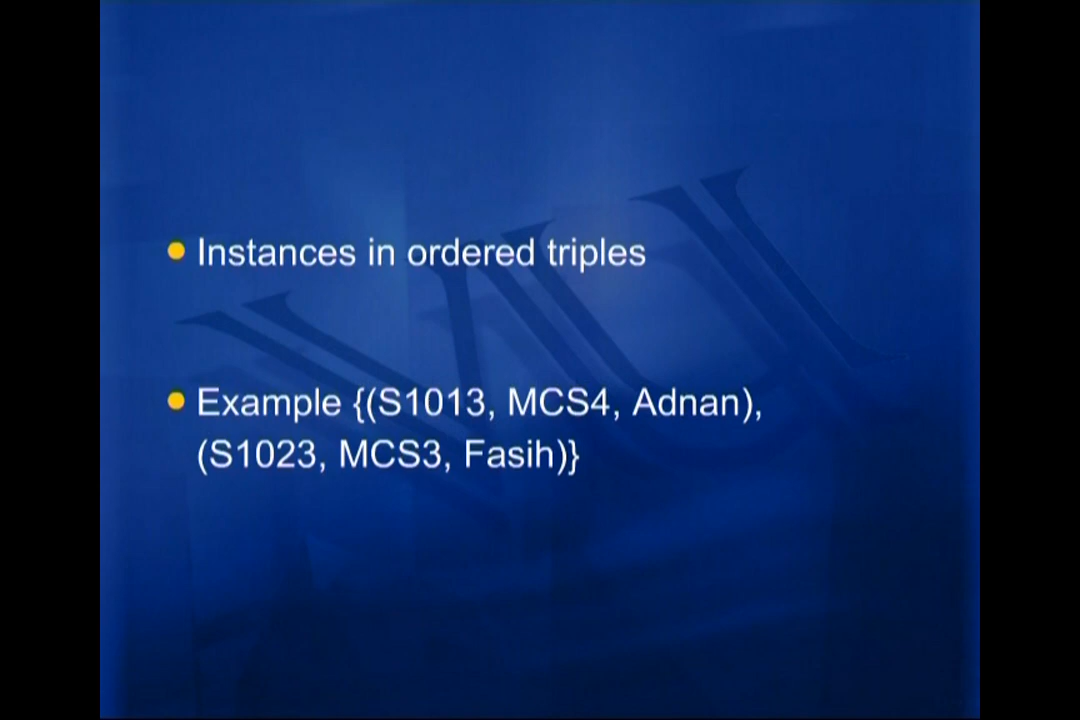 Instances in ordered triples
Example {(S1013, MCS4, Adnan),
(S1023, MCS3, Fasih)}